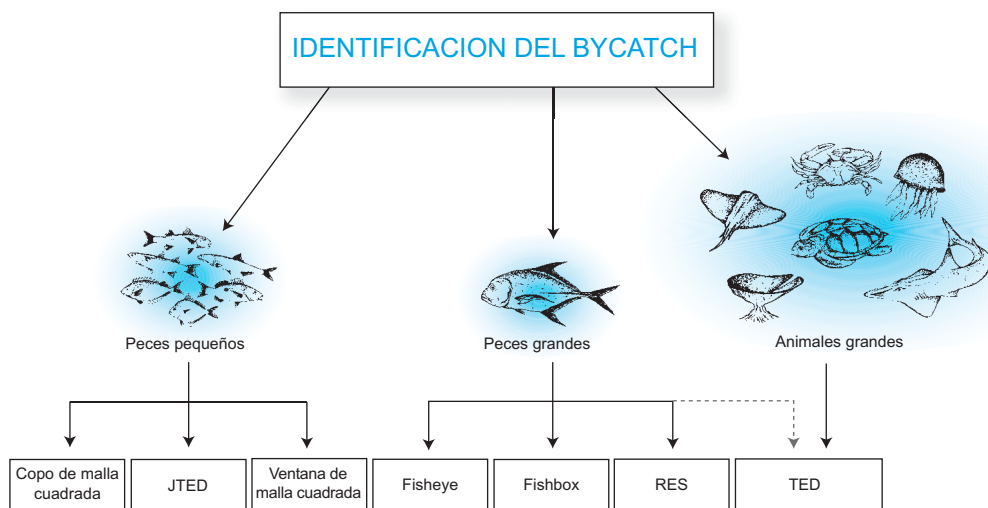 IDENTIFICACION DEL BYCATCH
Peces pequeños
Peces grandes
Animales grandes
Copo de malla
cuadrada
JTED
Ventana de
malla cuadrada
Fisheye
Fishbox
RES
TED